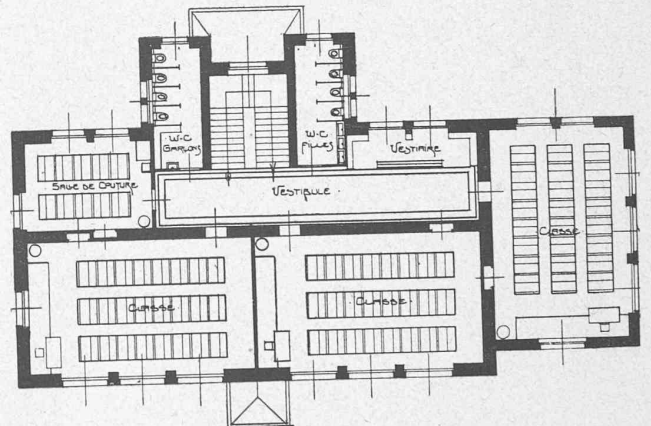 W-C
GARÇONS
W-C
FILLES
VESTIAIRE
SALLE DE COUTURE
VESTIBULE
CLASSE
CLASSE
CLASSE